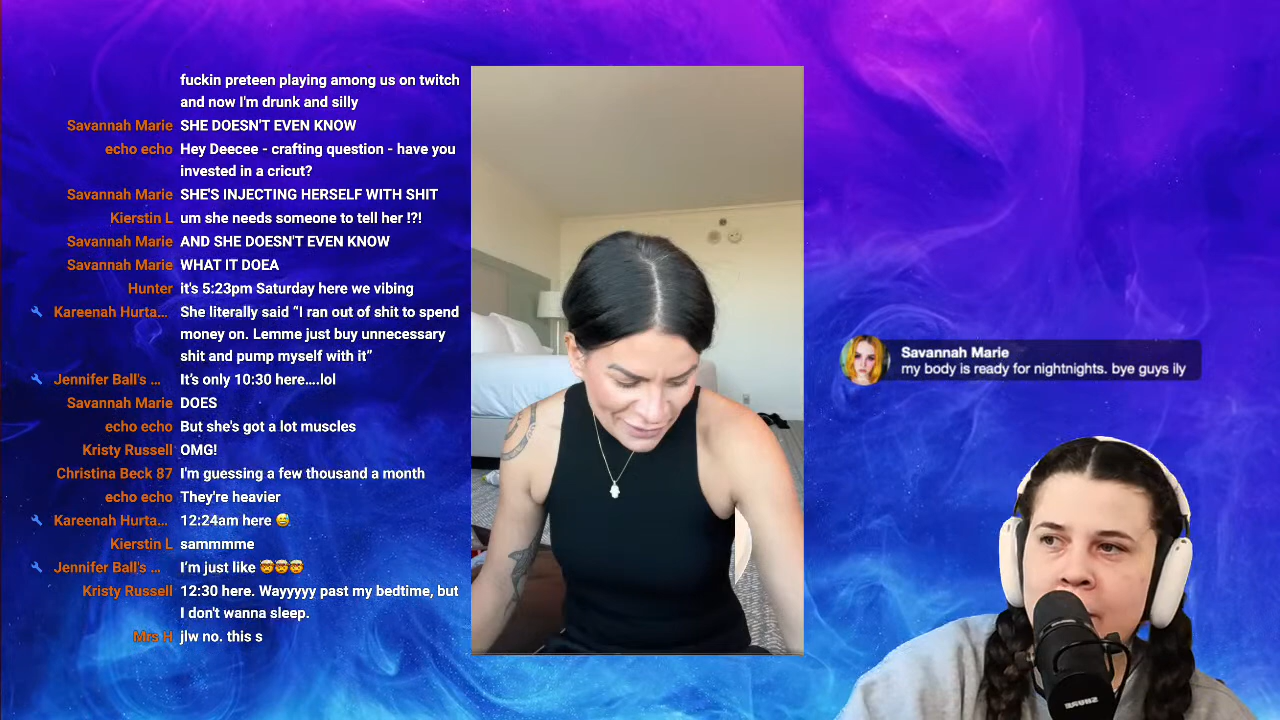 fuckin preteen playing among us on twitch
and now I'm drunk and silly
Savannah Marie SHE DOESN'T EVEN KNOW
echo echo Hey Deecee - crafting question - have you
invested in a cricut?
Savannah Marie SHE'S INJECTING HERSELF WITH SHIT
Kierstin L um she needs someone to tell her !?!
Savannah Marie AND SHE DOESN'T EVEN KNOW
Savannah Marie WHAT IT DOEA
Hunter it's 5:23pm Saturday here we vibing
Kareenah Hurta... She literally said “I ran out of shit to spend
money on. Lemme just buy unnecessary
shit and pump myself with it”
Jennifer Ball's ... It’s only 10:30 here....lol
Savannah Marie DOES
echo echo But she's got a lot muscles
Kristy Russell OMG!
Christina Beck 87 I'm guessing a few thousand a month
echo echo They're heavier
Kareenah Hurta... 12:24am here 😅
Kierstin L sammmme
Jennifer Ball's ... I’m just like 🤯🤯🤯
Kristy Russell 12:30 here. Wayyyyy past my bedtime, but
I don't wanna sleep.
Mrs H jlw no. this s
Savannah Marie
my body is ready for nightnights. bye guys ily
SHURE